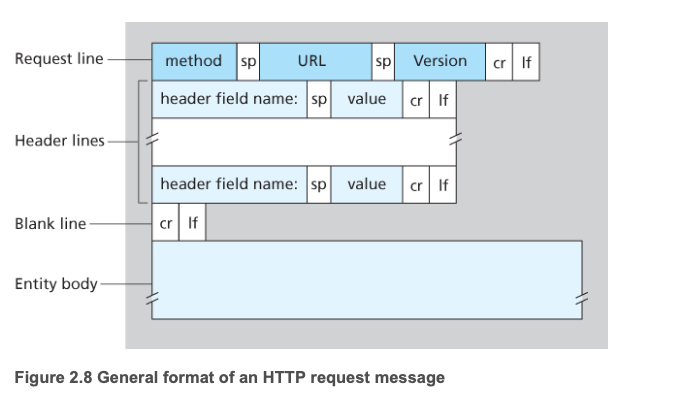 Request line method sp URL sp Version cr lf
header field name: sp value cr lf
Header lines
header field name: sp value cr lf
Blank line cr lf
Entity body
Figure 2.8 General format of an HTTP request message